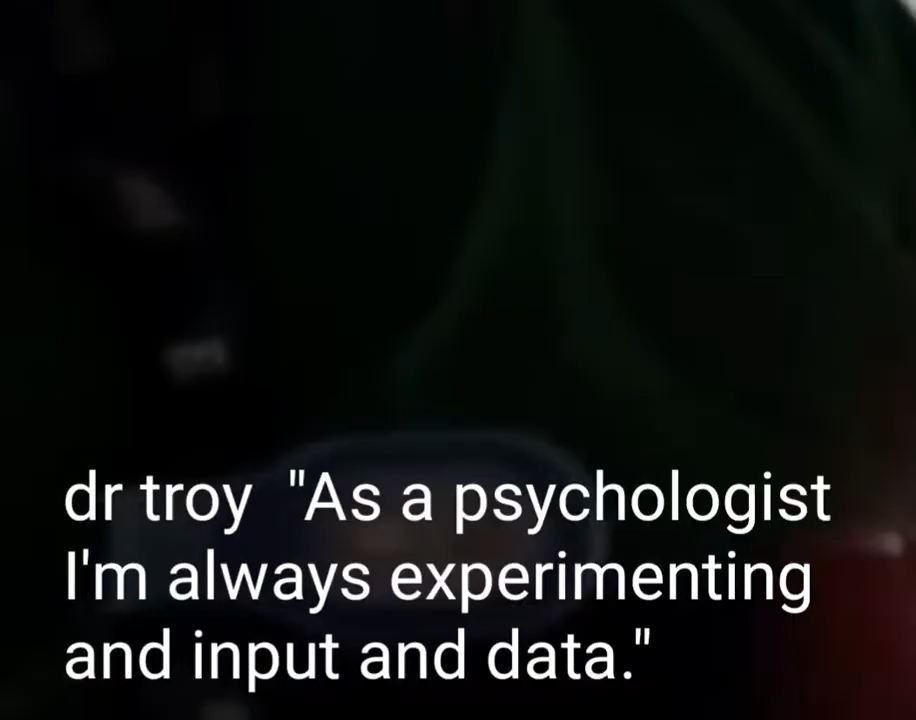 dr troy "As a psychologist
I'm always experimenting
and input and data."